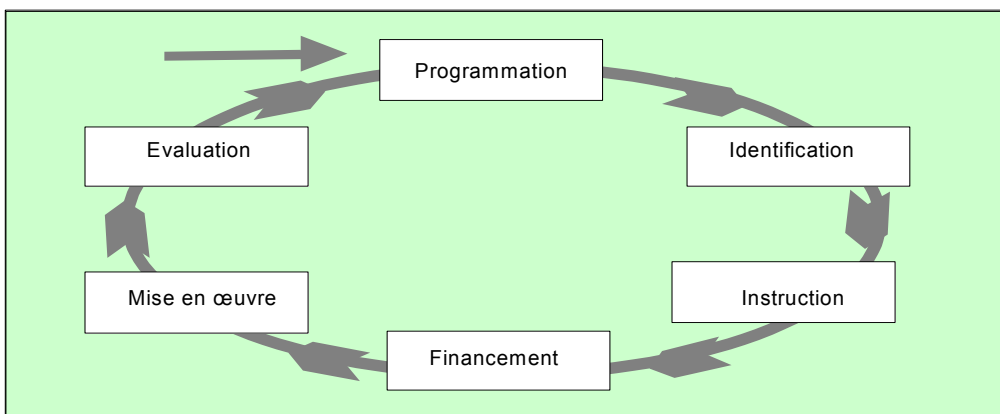 Programmation
Identification
Instruction
Financement
Mise en œuvre
Evaluation